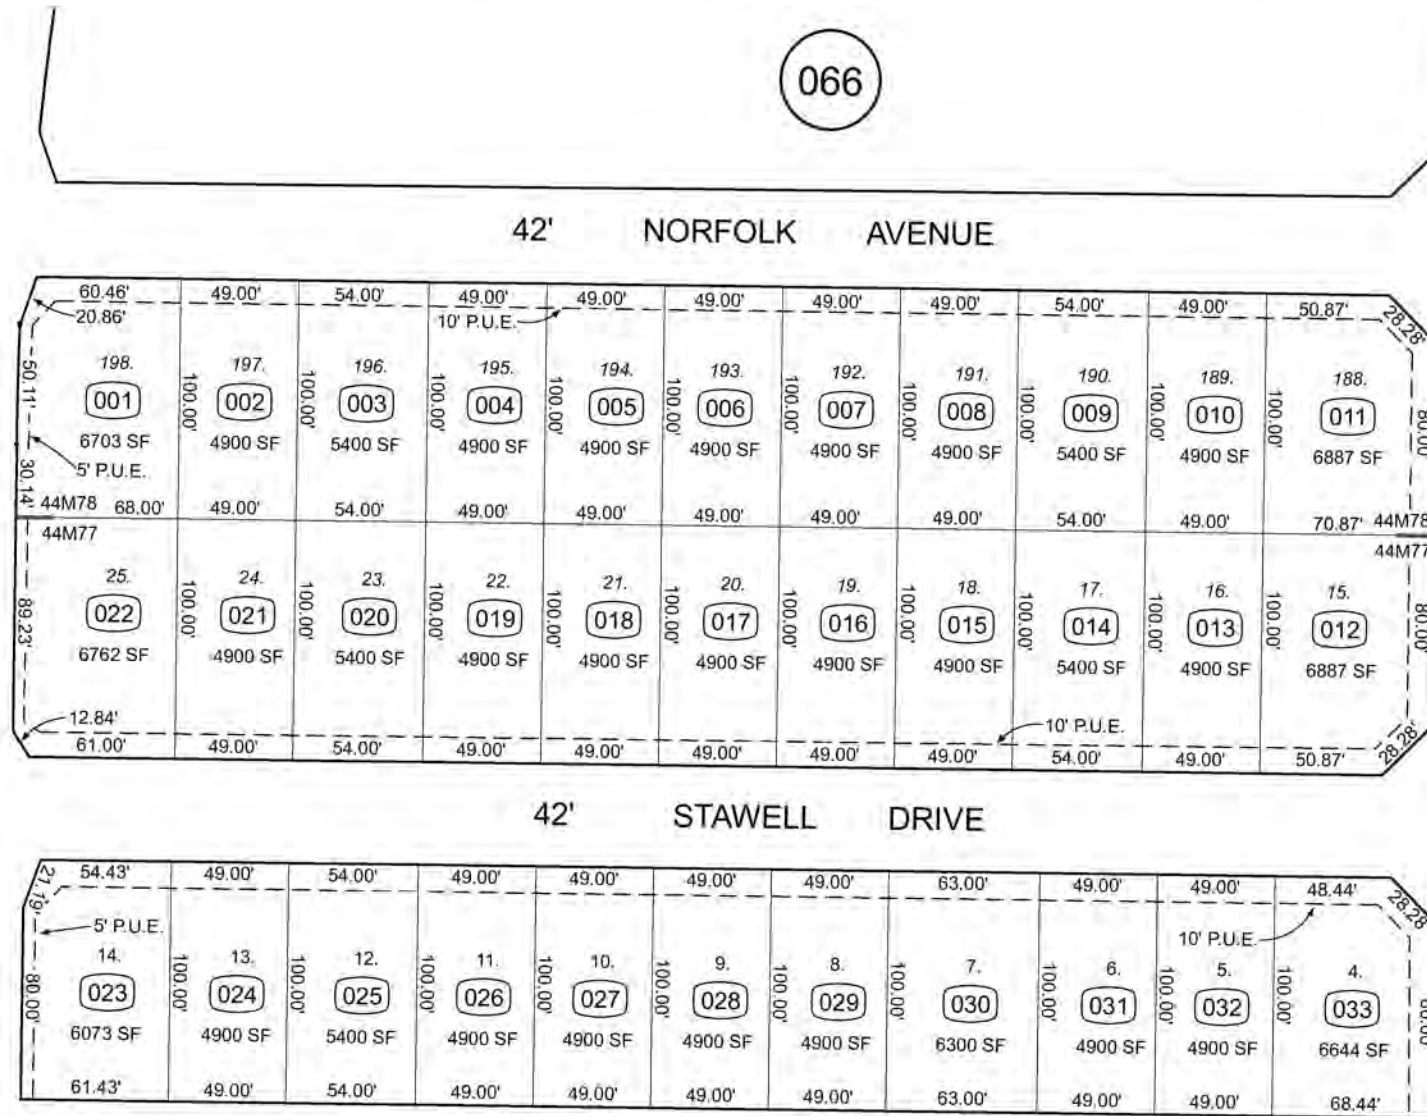 066
42' NORFOLK AVENUE
60.46' 49.00' 54.00' 49.00' 49.00' 49.00' 49.00' 49.00' 54.00' 49.00' 50.87' 28.28'
20.86' 10' P.U.E.
198. 197. 196. 195. 194. 193. 192. 191. 190. 189. 188.
50.11' 100.00' 100.00' 100.00' 100.00' 100.00' 100.00' 100.00' 100.00' 100.00' 100.00'
001 002 003 004 005 006 007 008 009 010 011
6703 SF 4900 SF 5400 SF 4900 SF 4900 SF 4900 SF 4900 SF 4900 SF 5400 SF 4900 SF 6887 SF
5' P.U.E.
30.14'
44M78 68.00' 49.00' 54.00' 49.00' 49.00' 49.00' 49.00' 49.00' 54.00' 49.00' 70.87' 44M78
44M77 44M77
25. 24. 23. 22. 21. 20. 19. 18. 17. 16. 15.
89.23' 100.00' 100.00' 100.00' 100.00' 100.00' 100.00' 100.00' 100.00' 100.00' 100.00' 80.00'
022 021 020 019 018 017 016 015 014 013 012
6762 SF 4900 SF 5400 SF 4900 SF 4900 SF 4900 SF 4900 SF 4900 SF 5400 SF 4900 SF 6887 SF
12.84' 10' P.U.E.
61.00' 49.00' 54.00' 49.00' 49.00' 49.00' 49.00' 49.00' 54.00' 49.00' 50.87' 28.28'
42' STAWELL DRIVE
21.19' 54.43' 49.00' 54.00' 49.00' 49.00' 49.00' 49.00' 63.00' 49.00' 49.00' 48.44' 28.28'
5' P.U.E. 10' P.U.E.
14. 13. 12. 11. 10. 9. 8. 7. 6. 5. 4.
80.00' 100.00' 100.00' 100.00' 100.00' 100.00' 100.00' 100.00' 100.00' 100.00' 100.00'
023 024 025 026 027 028 029 030 031 032 033
6073 SF 4900 SF 5400 SF 4900 SF 4900 SF 4900 SF 4900 SF 6300 SF 4900 SF 4900 SF 6644 SF
61.43' 49.00' 54.00' 49.00' 49.00' 49.00' 49.00' 63.00' 49.00' 49.00' 68.44'